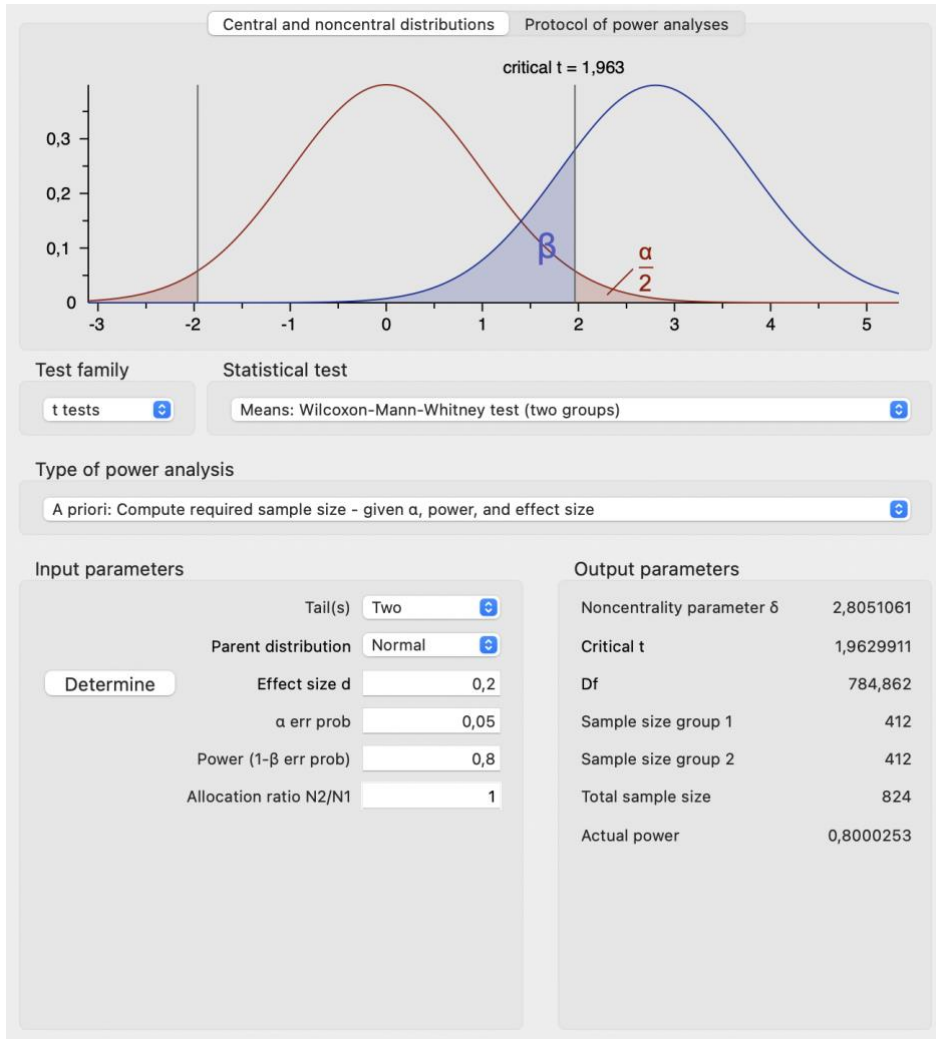 Central and noncentral distributions Protocol of power analyses
critical t = 1,963
0,3
0,2
0,1
0
β
α
2
-3 -2 -1 0 1 2 3 4 5
Test family Statistical test
t tests Means: Wilcoxon-Mann-Whitney test (two groups)
Type of power analysis
A priori: Compute required sample size - given α, power, and effect size
Input parameters Output parameters
Tail(s) Two Noncentrality parameter δ 2,8051061
Parent distribution Normal Critical t 1,9629911
Determine Effect size d 0,2 Df 784,862
α err prob 0,05 Sample size group 1 412
Power (1-β err prob) 0,8 Sample size group 2 412
Allocation ratio N2/N1 1 Total sample size 824
Actual power 0,8000253